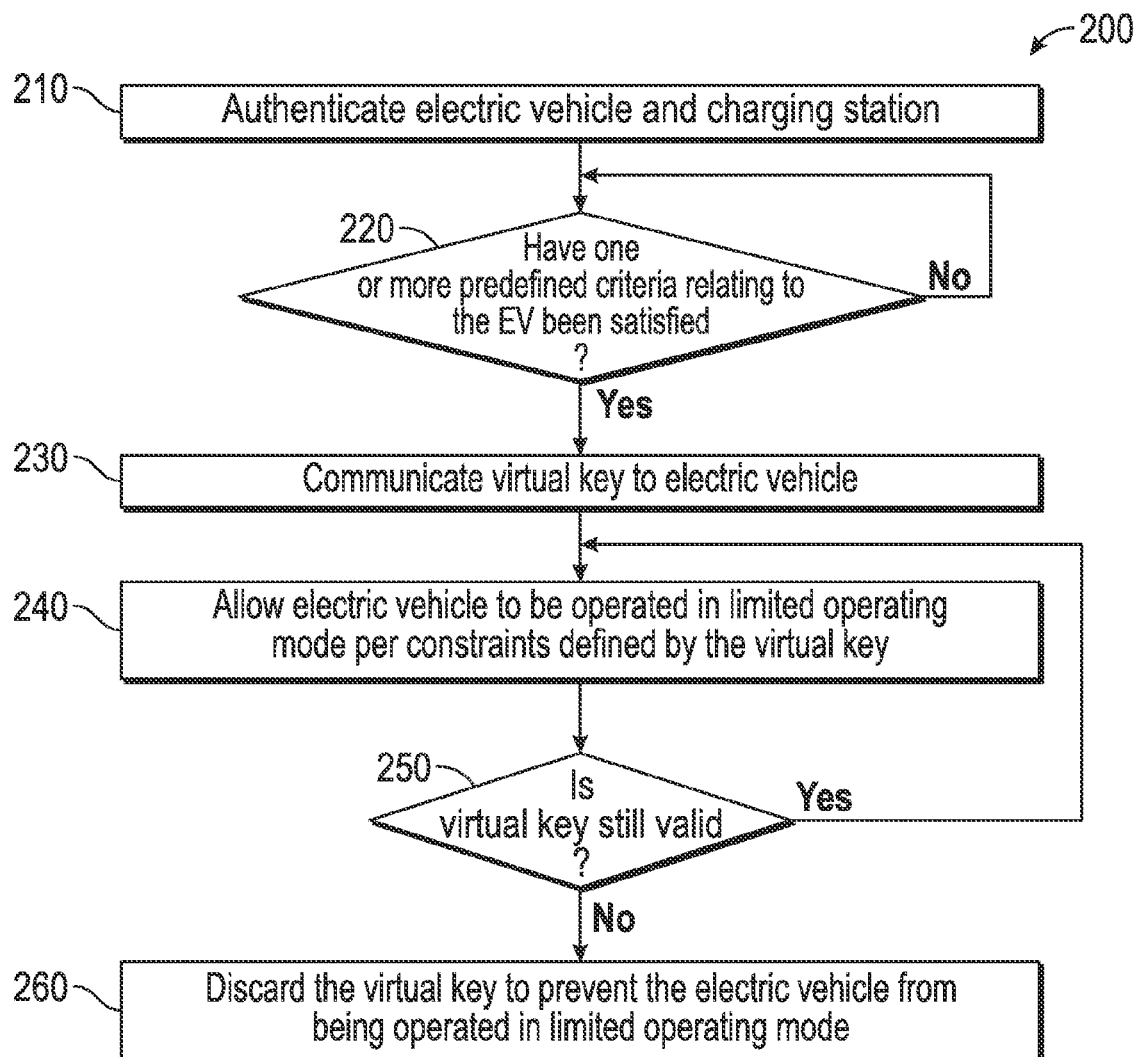 200
210
Authenticate electric vehicle and charging station
220
Have one
or more predefined criteria relating to
the EV been satisfied
?
No
Yes
230
Communicate virtual key to electric vehicle
240
Allow electric vehicle to be operated in limited operating
mode per constraints defined by the virtual key
250
Is
virtual key still valid
?
Yes
No
260
Discard the virtual key to prevent the electric vehicle from
being operated in limited operating mode